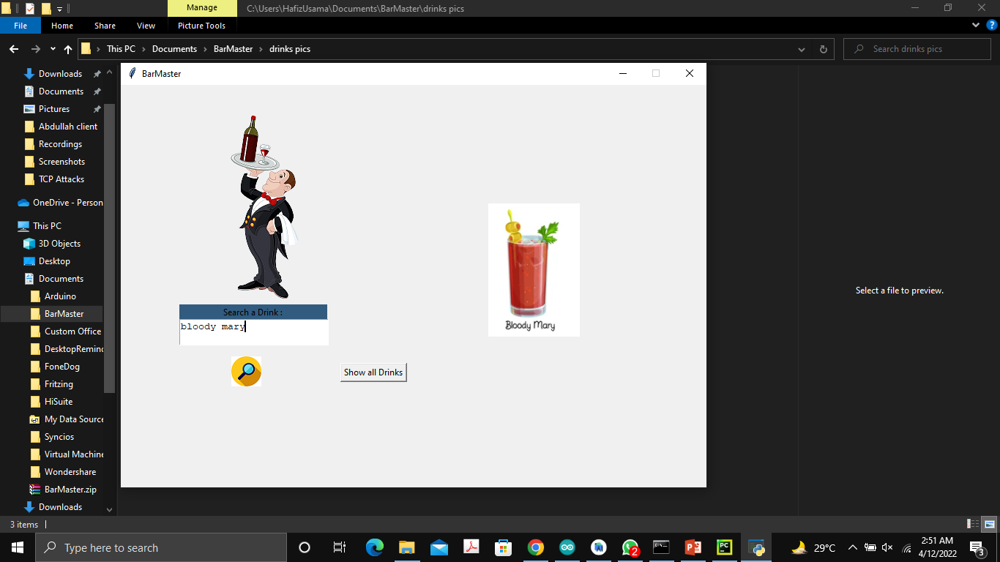 Manage
C:\Users\HafizUsama\Documents\BarMaster\drinks pics
File Home Share View Picture Tools
This PC > Documents > BarMaster > drinks pics
Search drinks pics
Downloads
Documents
Pictures
Abdullah client
Recordings
Screenshots
TCP Attacks
OneDrive - Person
This PC
3D Objects
Desktop
Documents
Arduino
BarMaster
Custom Office
DesktopRemind
FoneDog
Fritzing
HiSuite
My Data Source
Syncios
Virtual Machine
Wondershare
BarMaster.zip
Downloads
BarMaster
Search a Drink :
bloody mary
Show all Drinks
Bloody Mary
Select a file to preview.
3 items
Type here to search
2
PC
29°C
2:51 AM
4/12/2022
3